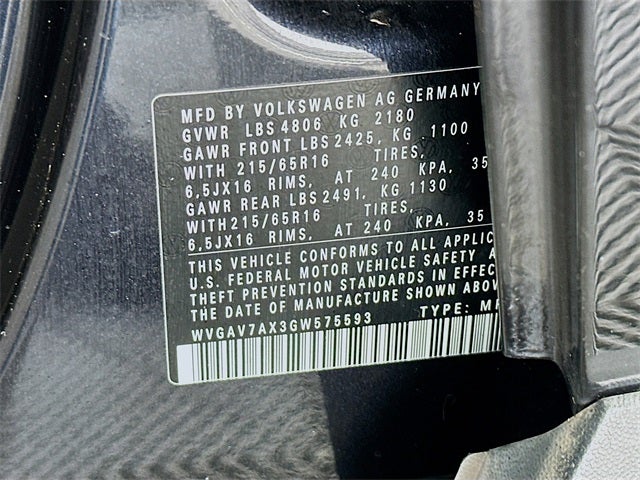 MFD BY VOLKSWAGEN AG GERMANY
GVWR LBS 4806 KG 2180
GAWR FRONT LBS 2425, KG 1100
WITH 215/65R16 TIRES,
6,5JX16 RIMS, AT 240 KPA, 35
GAWR REAR LBS 2491, KG 1130
WITH 215/65R16 TIRES,
6,5JX16 RIMS, AT 240 KPA, 35
THIS VEHICLE CONFORMS TO ALL APPLIC
U.S. FEDERAL MOTOR VEHICLE SAFETY A
THEFT PREVENTION STANDARDS IN EFFEC
THE DATE OF MANUFACTURE SHOWN ABOV
WVGAV7AX3GW575593 TYPE: MP